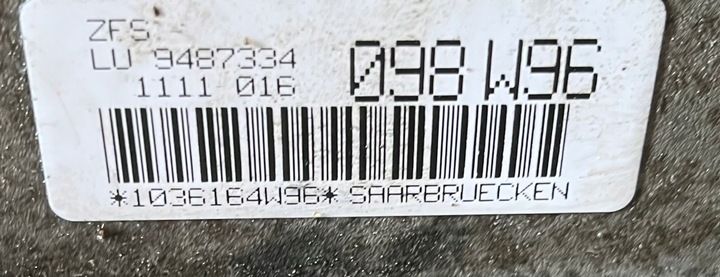 ZFS
LU 9487334 098 W96
1111 016
*1036164W96* SAARBRUECKEN